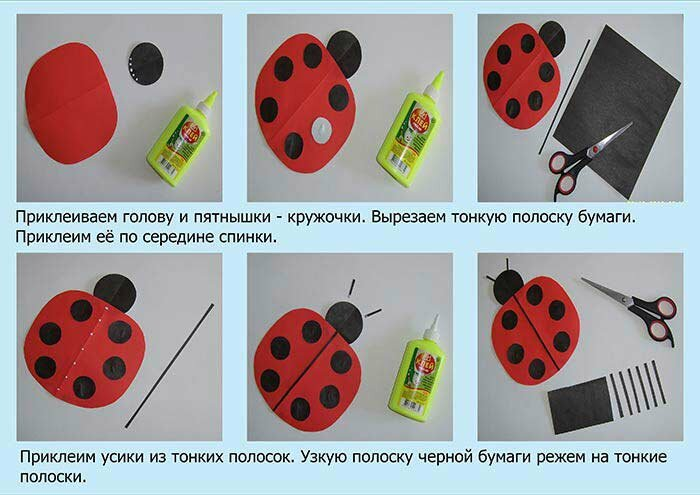 Приклеиваем голову и пятнышки - кружочки. Вырезаем тонкую полоску бумаги.
Приклеим её по середине спинки.
Приклеим усики из тонких полосок. Узкую полоску черной бумаги режем на тонкие
полоски.